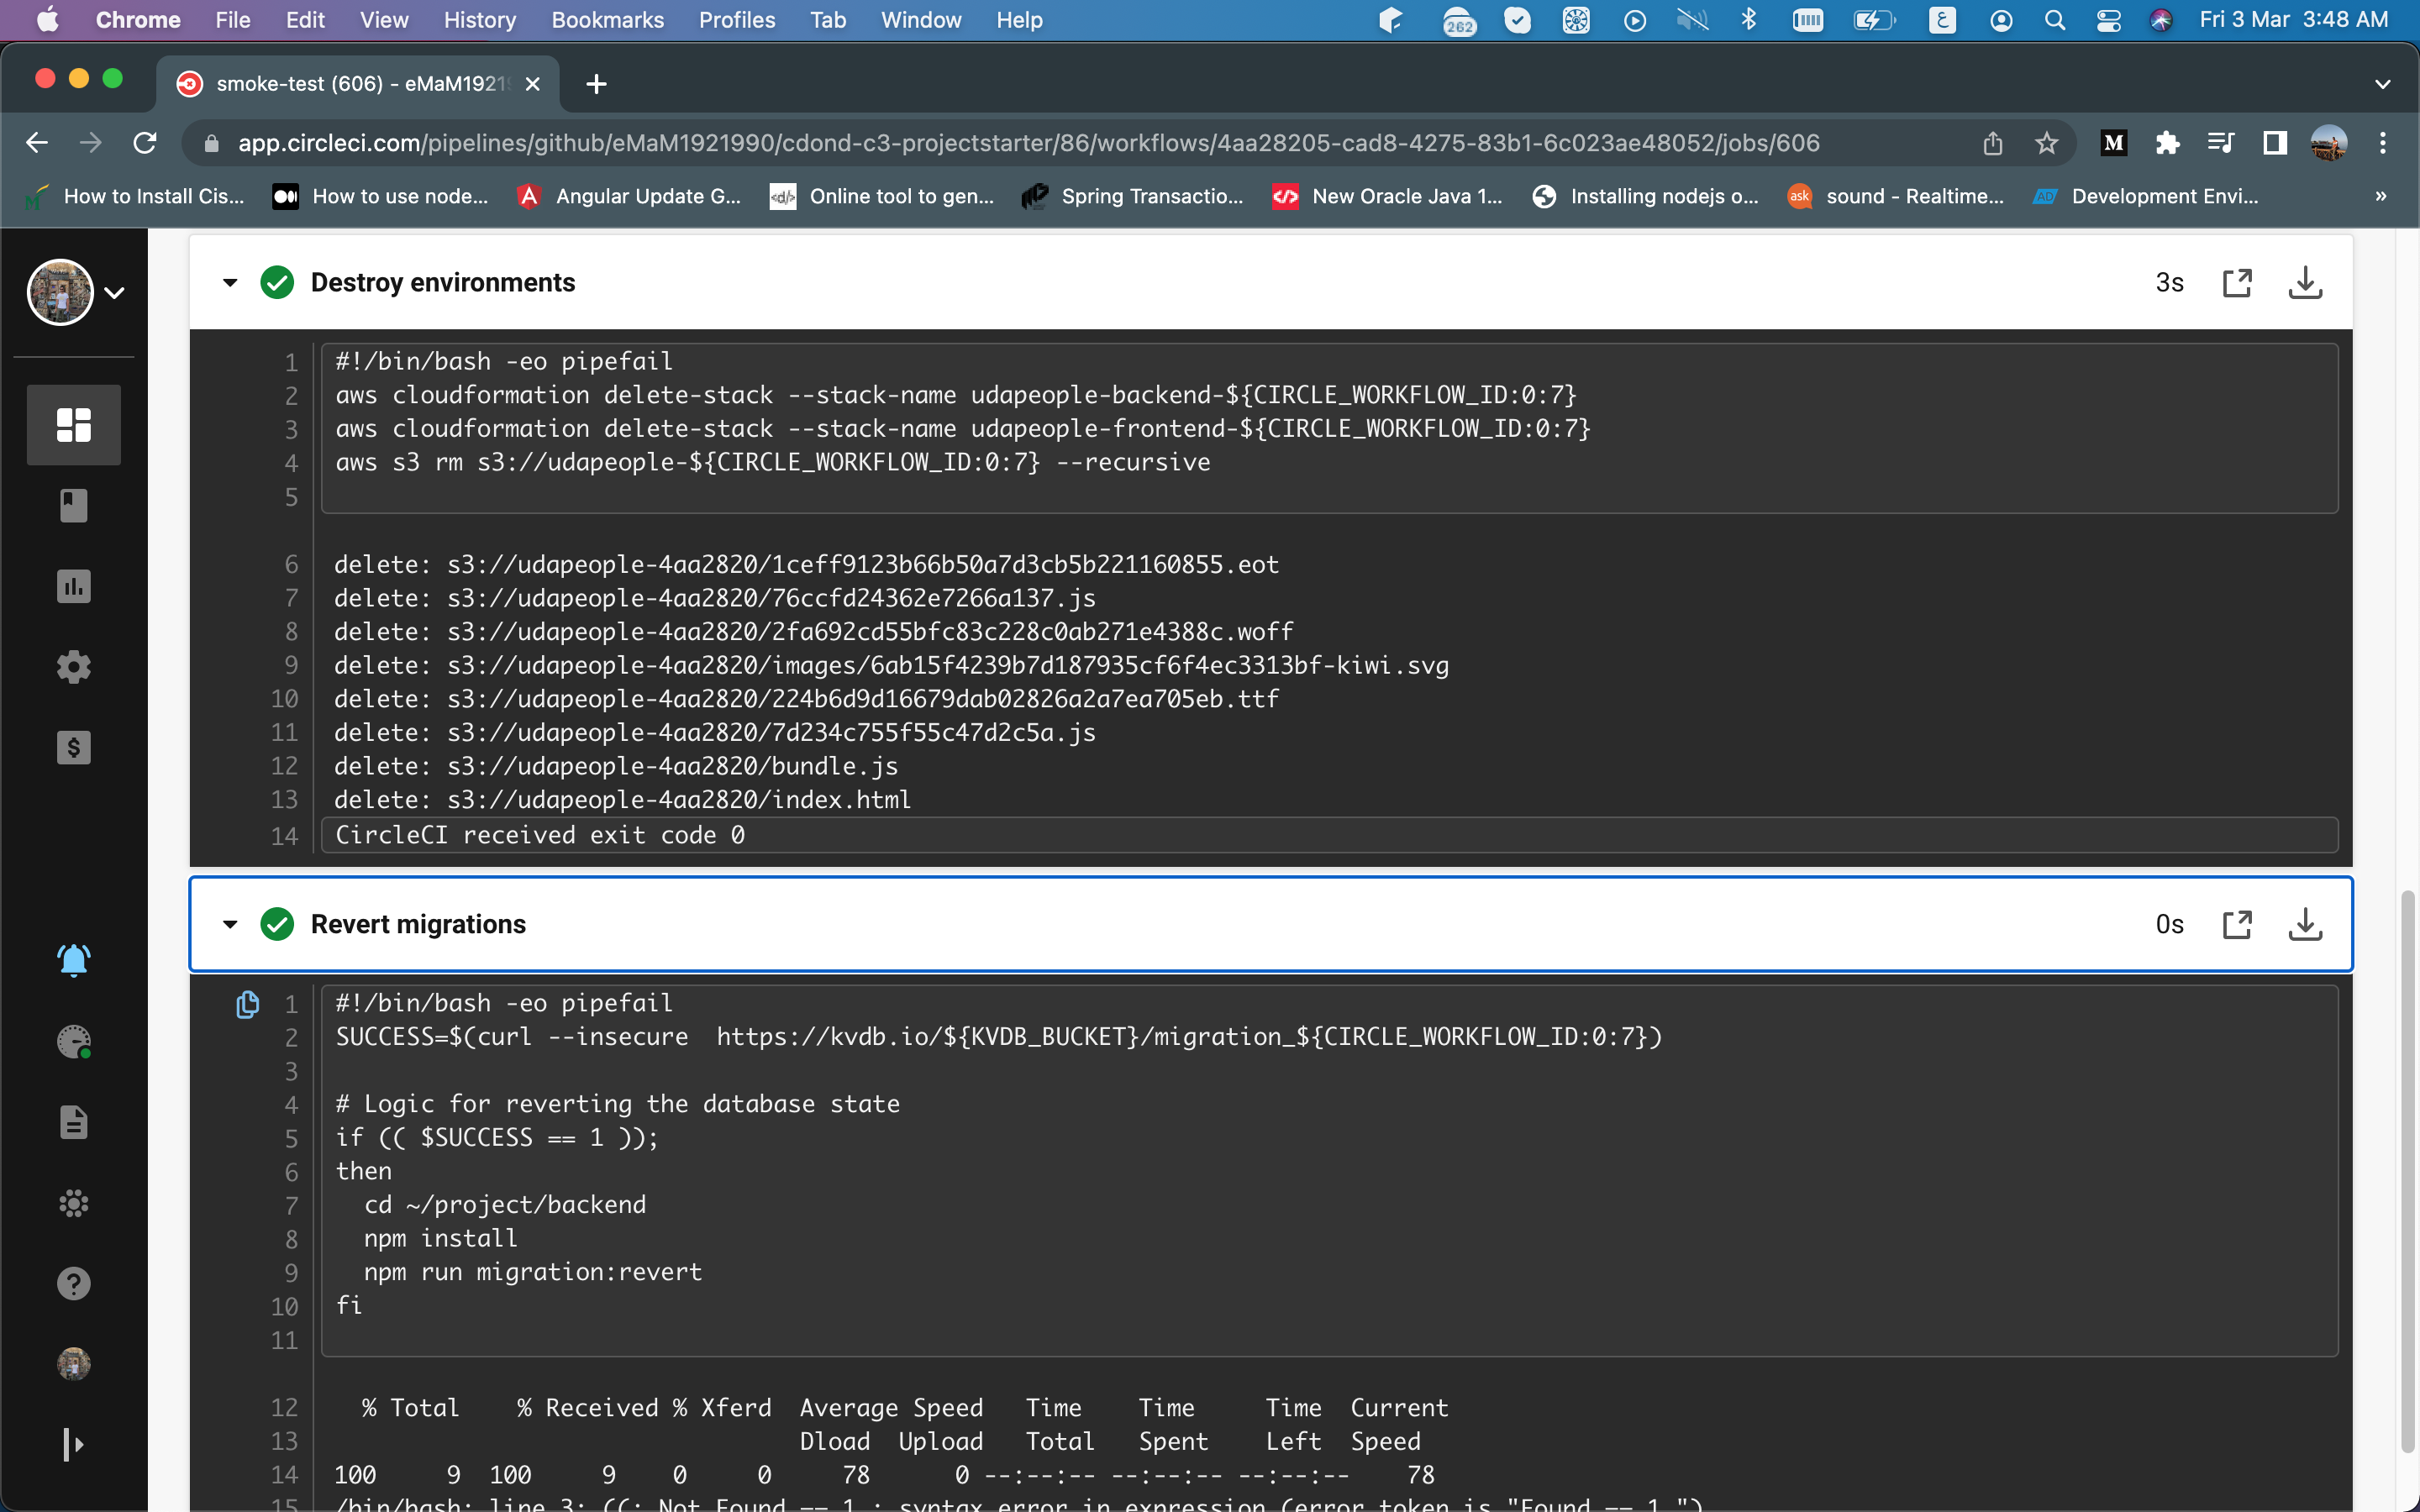 Chrome File Edit View History Bookmarks Profiles Tab Window Help 262 ع Fri 3 Mar 3:48 AM
smoke-test (606) - eMaM1921
app.circleci.com/pipelines/github/eMaM1921990/cdond-c3-projectstarter/86/workflows/4aa28205-cad8-4275-83b1-6c023ae48052/jobs/606 M
How to Install Cis... How to use node... Angular Update G... Online tool to gen... Spring Transactio... New Oracle Java 1... Installing nodejs o... ask sound - Realtime... AD Development Envi... »
Destroy environments 3s
1 #!/bin/bash -eo pipefail
2 aws cloudformation delete-stack --stack-name udapeople-backend-${CIRCLE_WORKFLOW_ID:0:7}
3 aws cloudformation delete-stack --stack-name udapeople-frontend-${CIRCLE_WORKFLOW_ID:0:7}
4 aws s3 rm s3://udapeople-${CIRCLE_WORKFLOW_ID:0:7} --recursive
5
6 delete: s3://udapeople-4aa2820/1ceff9123b66b50a7d3cb5b221160855.eot
7 delete: s3://udapeople-4aa2820/76ccfd24362e7266a137.js
8 delete: s3://udapeople-4aa2820/2fa692cd55bfc83c228c0ab271e4388c.woff
9 delete: s3://udapeople-4aa2820/images/6ab15f4239b7d187935cf6f4ec3313bf-kiwi.svg
10 delete: s3://udapeople-4aa2820/224b6d9d16679dab02826a2a7ea705eb.ttf
11 delete: s3://udapeople-4aa2820/7d234c755f55c47d2c5a.js
12 delete: s3://udapeople-4aa2820/bundle.js
13 delete: s3://udapeople-4aa2820/index.html
14 CircleCI received exit code 0
Revert migrations 0s
1 #!/bin/bash -eo pipefail
2 SUCCESS=$(curl --insecure  https://kvdb.io/${KVDB_BUCKET}/migration_${CIRCLE_WORKFLOW_ID:0:7})
3
4 # Logic for reverting the database state
5 if (( $SUCCESS == 1 ));
6 then
7   cd ~/project/backend
8   npm install
9   npm run migration:revert
10 fi
11
12   % Total    % Received % Xferd  Average Speed   Time    Time     Time  Current
13                                  Dload  Upload   Total   Spent    Left  Speed
14 100     9  100     9    0     0     78      0 --:--:-- --:--:-- --:--:--    78
15 /bin/bash: line 3: ((: Not Found == 1 : syntax error in expression (error token is "Found == 1 ")